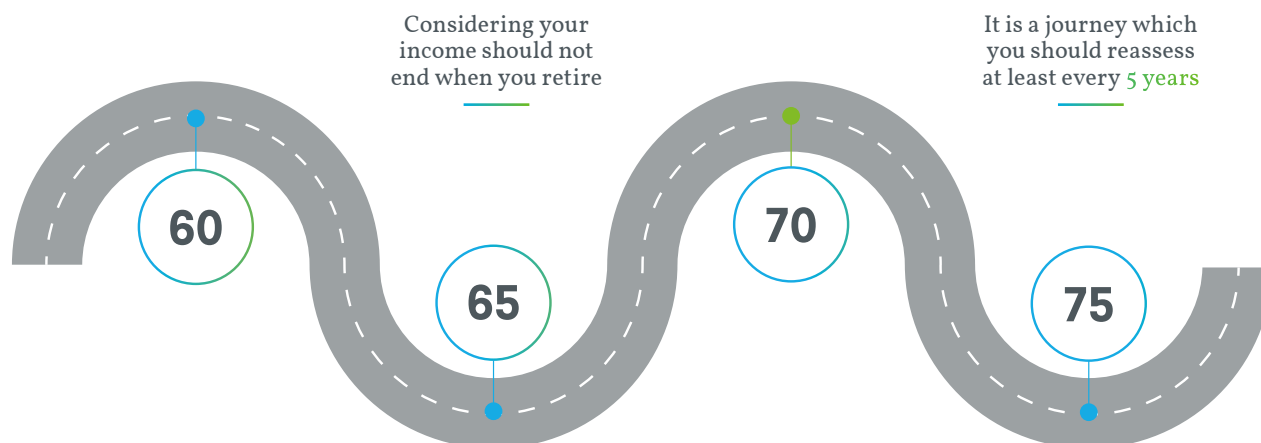 Considering your
income should not
end when you retire
It is a journey which
you should reassess
at least every 5 years
60
65
70
75